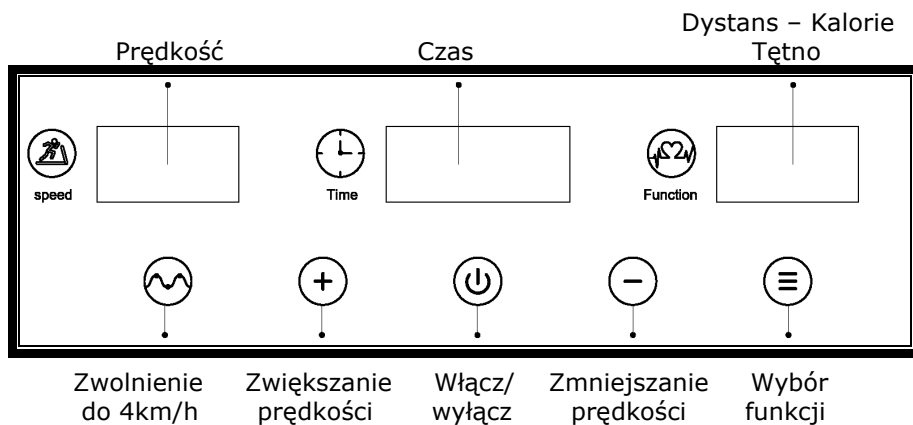 Prędkość
Czas
Dystans – Kalorie
Tętno
speed
Time
Function
Zwolnienie
do 4km/h
Zwiększanie
prędkości
Włącz/
wyłącz
Zmniejszanie
prędkości
Wybór
funkcji